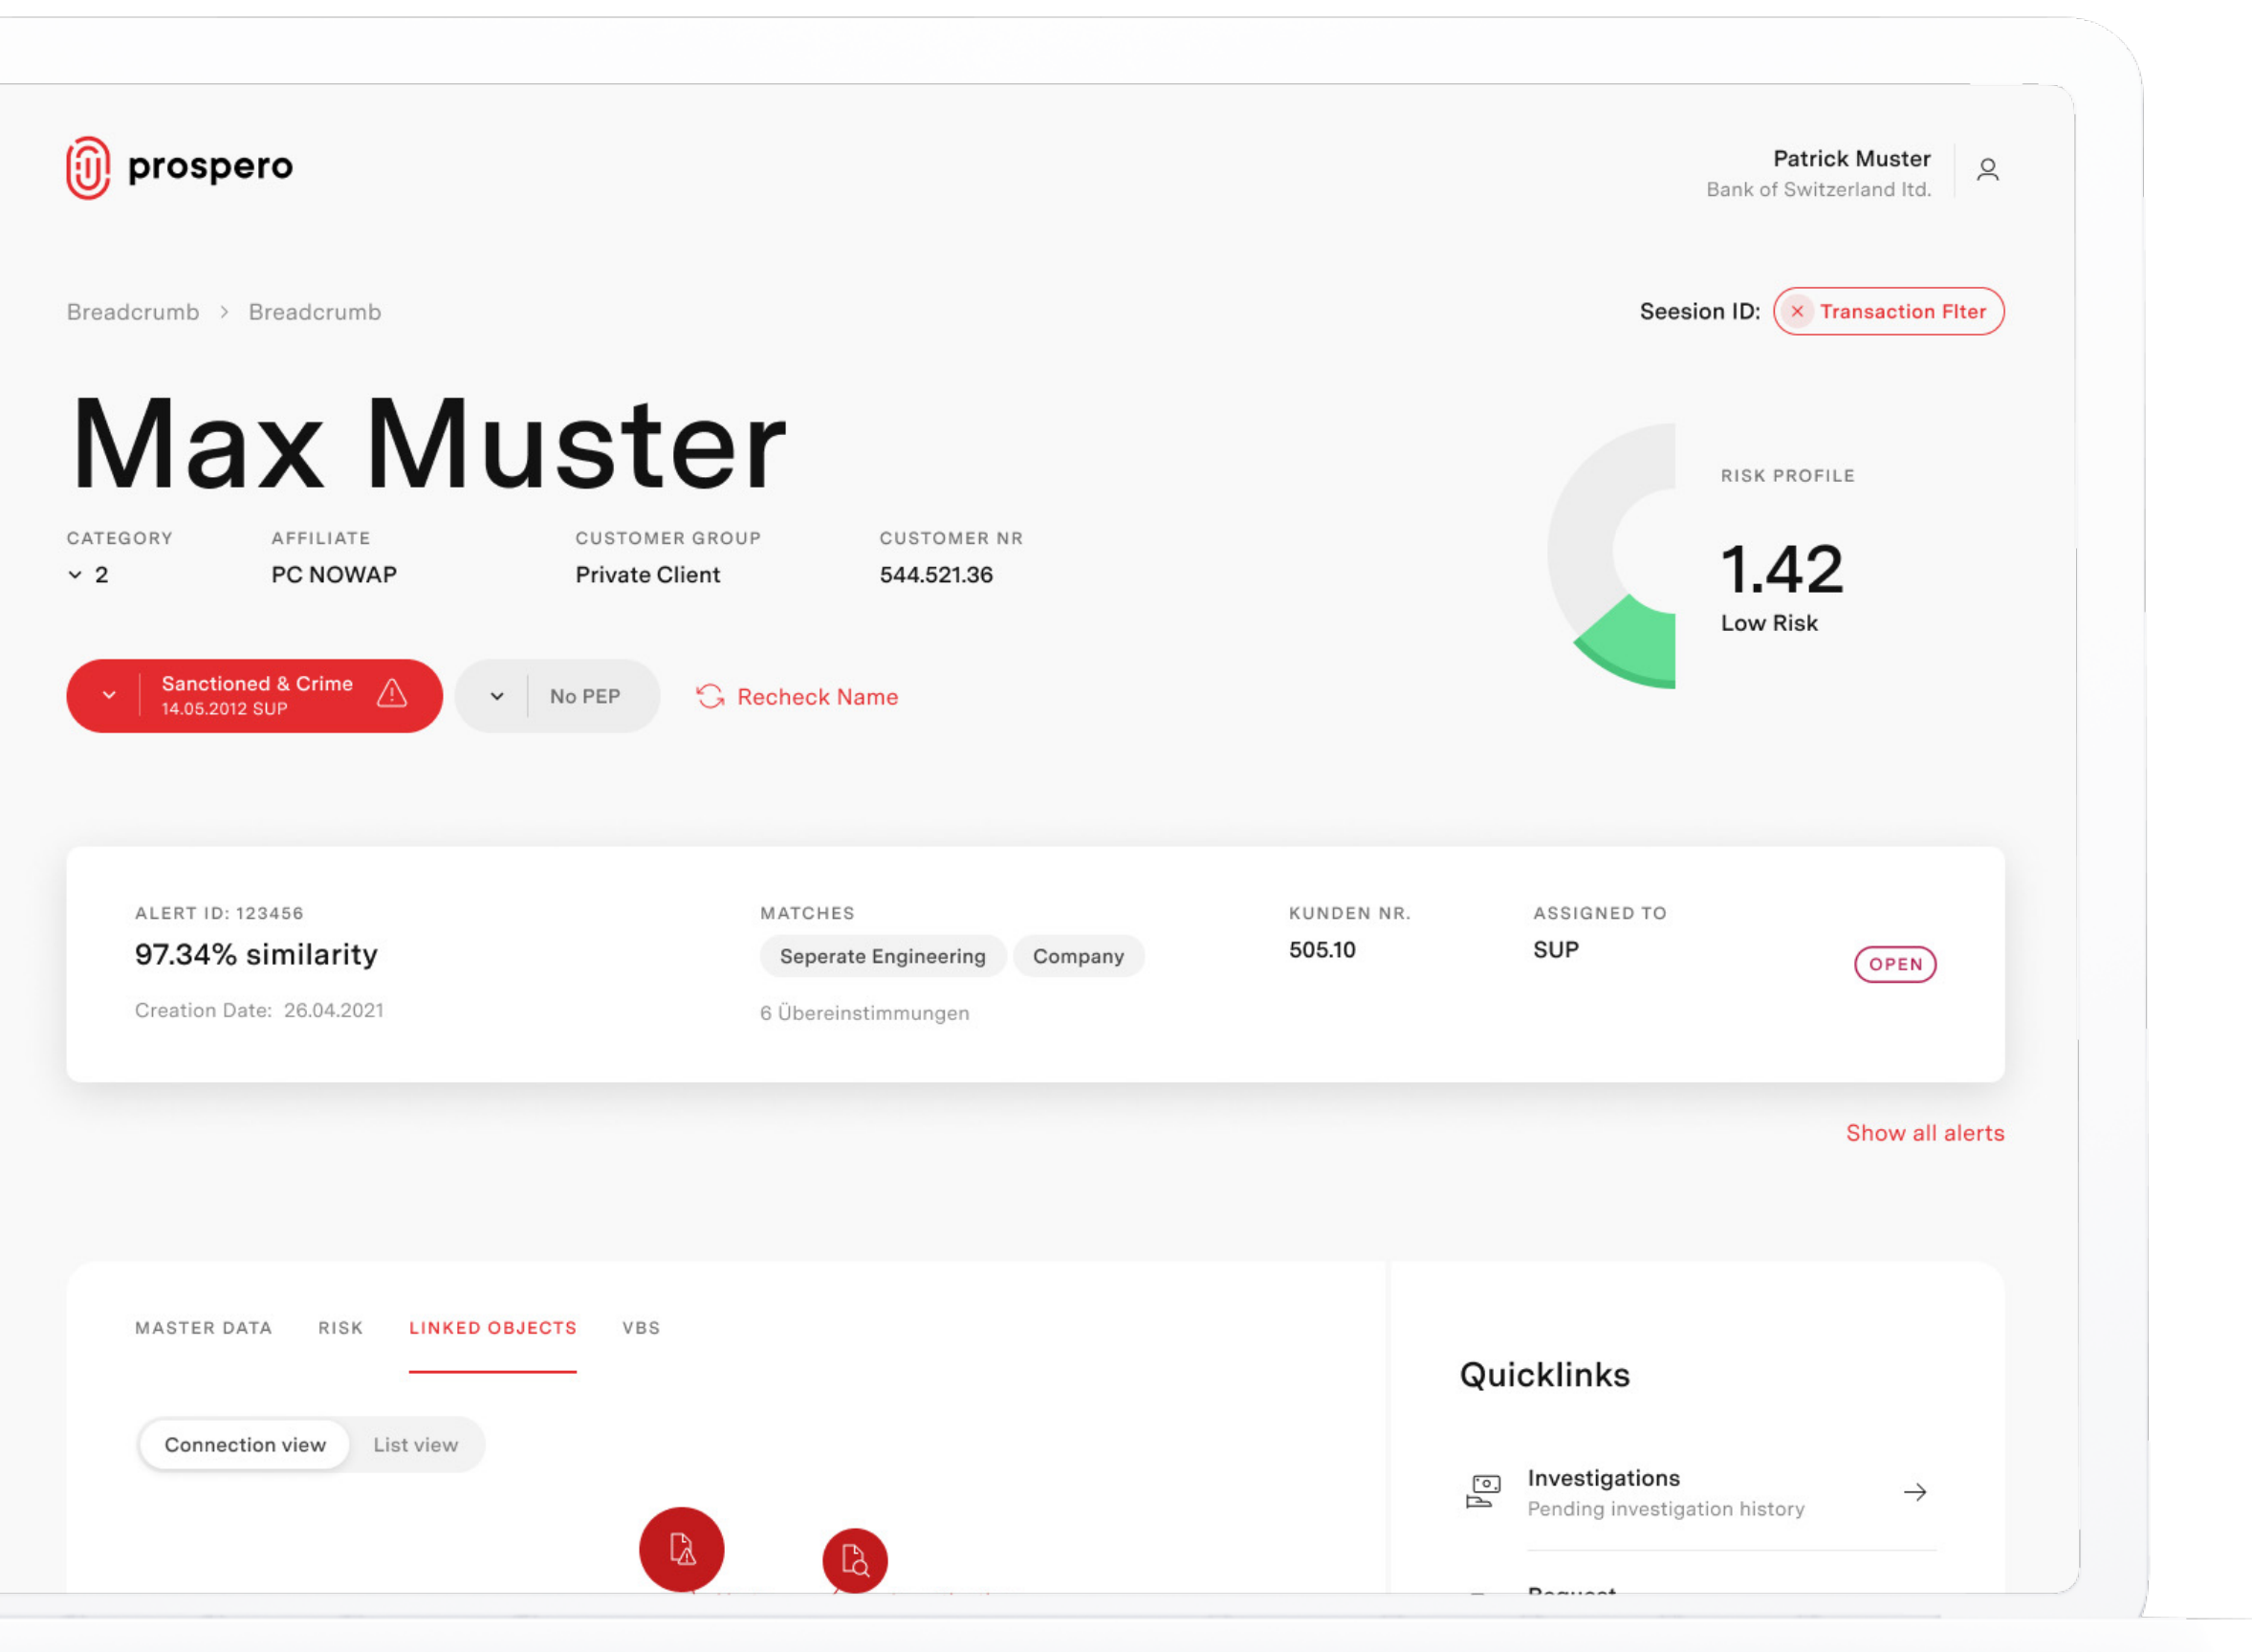 prospero
Patrick Muster
Bank of Switzerland ltd.
Breadcrumb > Breadcrumb
Seesion ID: × Transaction Flter
Max Muster
CATEGORY AFFILIATE CUSTOMER GROUP CUSTOMER NR
2 PC NOWAP Private Client 544.521.36
RISK PROFILE
1.42
Low Risk
Sanctioned & Crime
14.05.2012 SUP
No PEP
Recheck Name
ALERT ID: 123456 MATCHES KUNDEN NR. ASSIGNED TO
97.34% similarity Seperate Engineering Company 505.10 SUP OPEN
Creation Date: 26.04.2021 6 Übereinstimmungen
Show all alerts
MASTER DATA RISK LINKED OBJECTS VBS
Connection view List view
Quicklinks
Investigations
Pending investigation history
Request